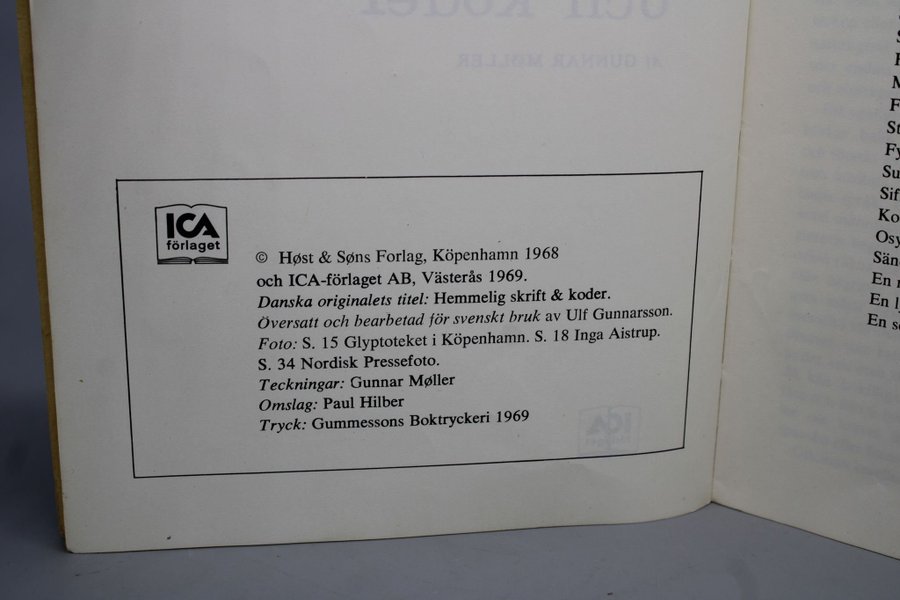 ICA
förlaget
© Høst & Søns Forlag, Köpenhamn 1968
och ICA-förlaget AB, Västerås 1969.
Danska originalets titel: Hemmelig skrift & koder.
Översatt och bearbetad för svenskt bruk av Ulf Gunnarsson.
Foto: S. 15 Glyptoteket i Köpenhamn. S. 18 Inga Aistrup.
S. 34 Nordisk Pressefoto.
Teckningar: Gunnar Møller
Omslag: Paul Hilber
Tryck: Gummessons Boktryckeri 1969